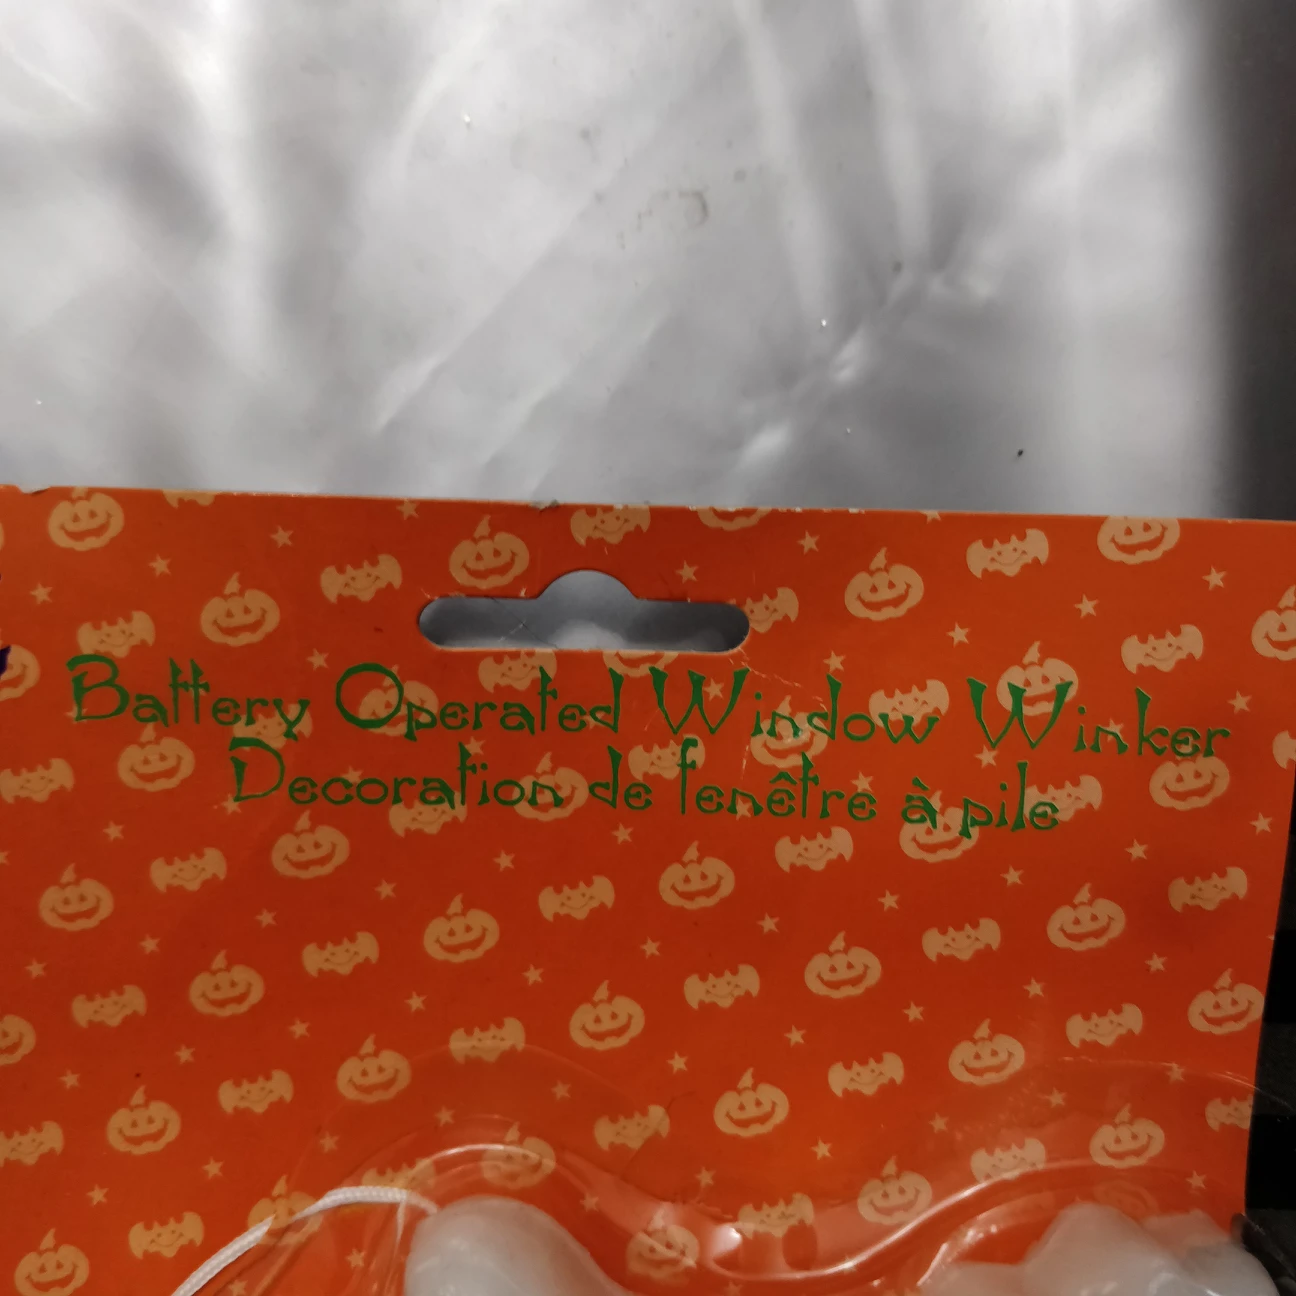 Battery Operated Window Winker
Decoration de fenêtre à pile